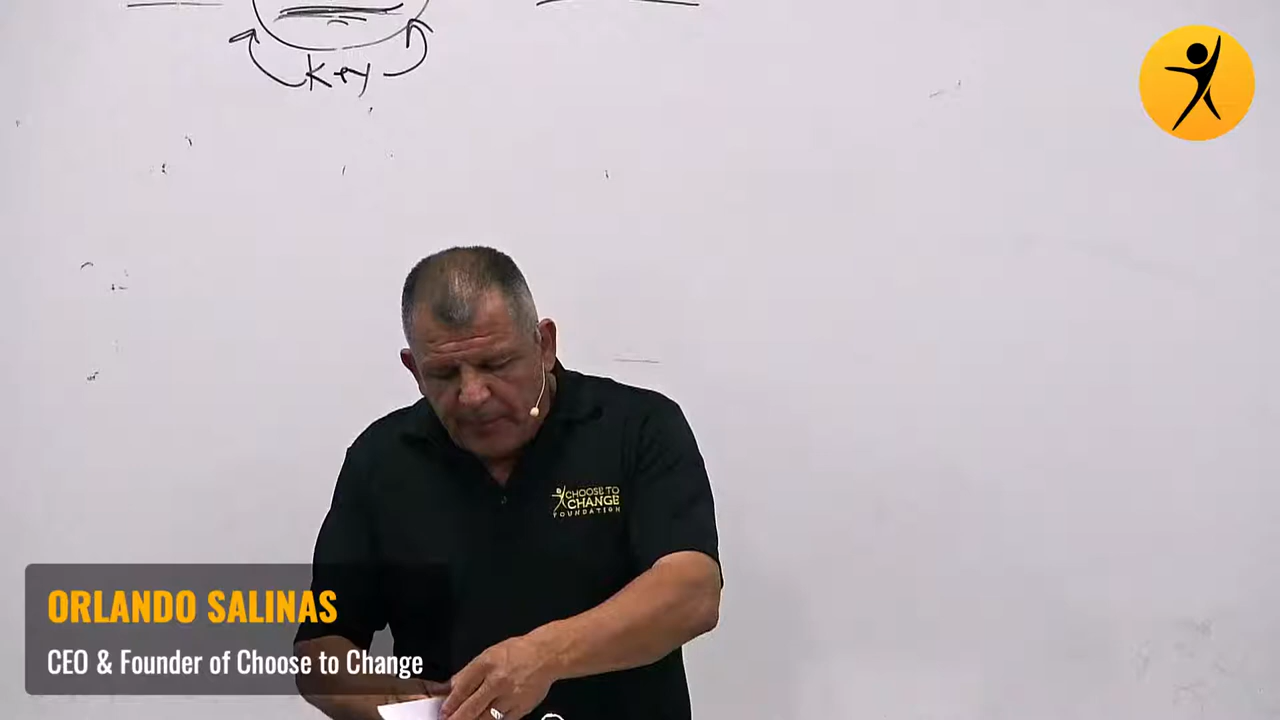 Key
CHOOSE TO
CHANGE
FOUNDATION
ORLANDO SALINAS
CEO & Founder of Choose to Change